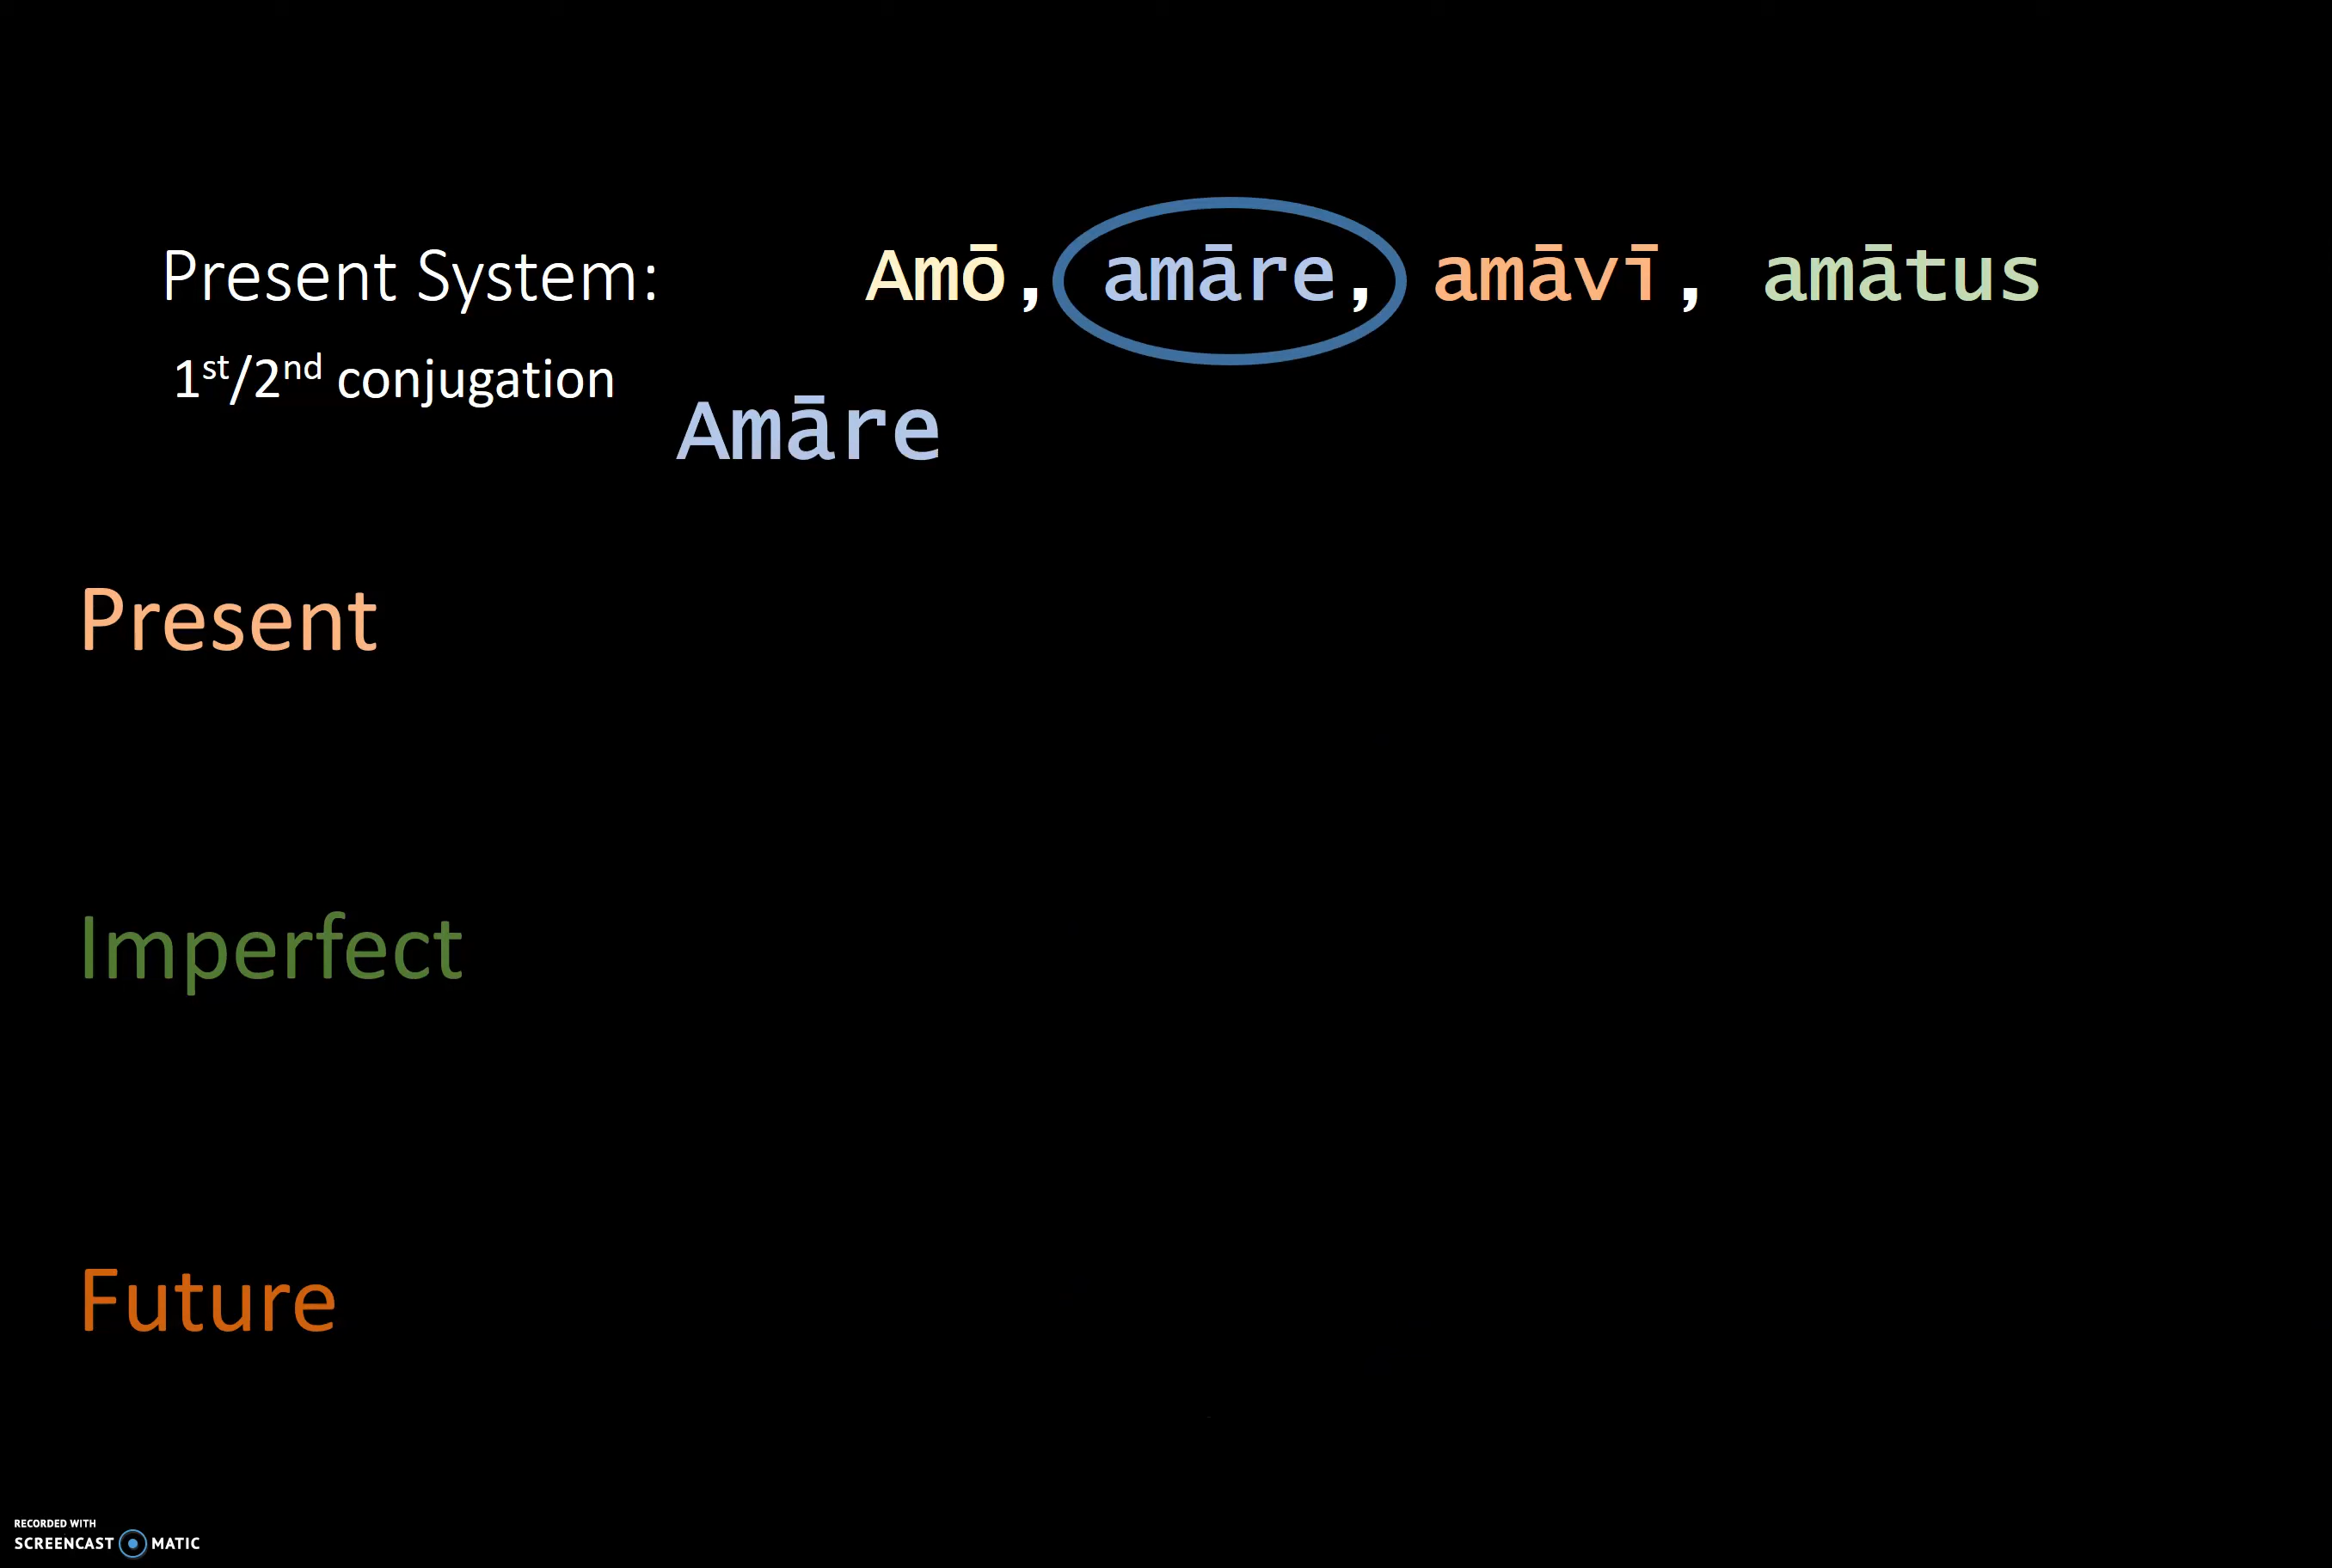 Present System: Amō, amāre, amāvī, amātus
1st/2nd conjugation
Amāre
Present
Imperfect
Future
RECORDED WITH
SCREENCAST MATIC